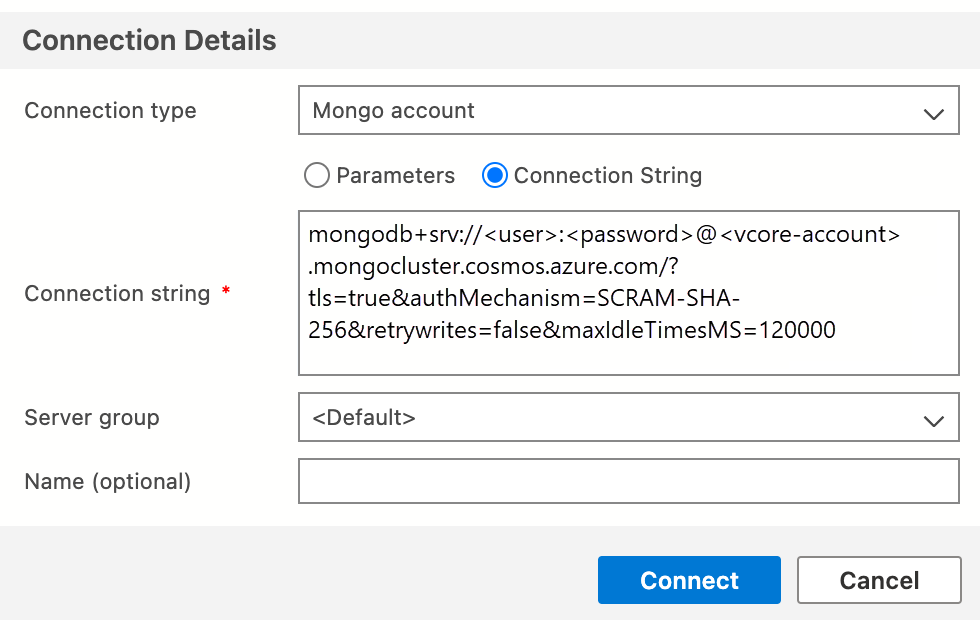 Connection Details
Connection type
Mongo account
Parameters
Connection String
Connection string *
mongodb+srv://<user>:<password>@<vcore-account>
.mongocluster.cosmos.azure.com/?
tls=true&authMechanism=SCRAM-SHA-
256&retrywrites=false&maxIdleTimesMS=120000
Server group
<Default>
Name (optional)
Connect
Cancel